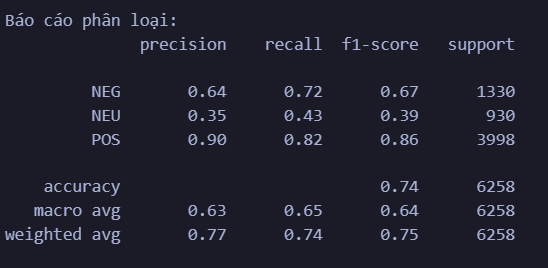 Báo cáo phân loại:
precision recall f1-score support
NEG 0.64 0.72 0.67 1330
NEU 0.35 0.43 0.39 930
POS 0.90 0.82 0.86 3998
accuracy 0.74 6258
macro avg 0.63 0.65 0.64 6258
weighted avg 0.77 0.74 0.75 6258